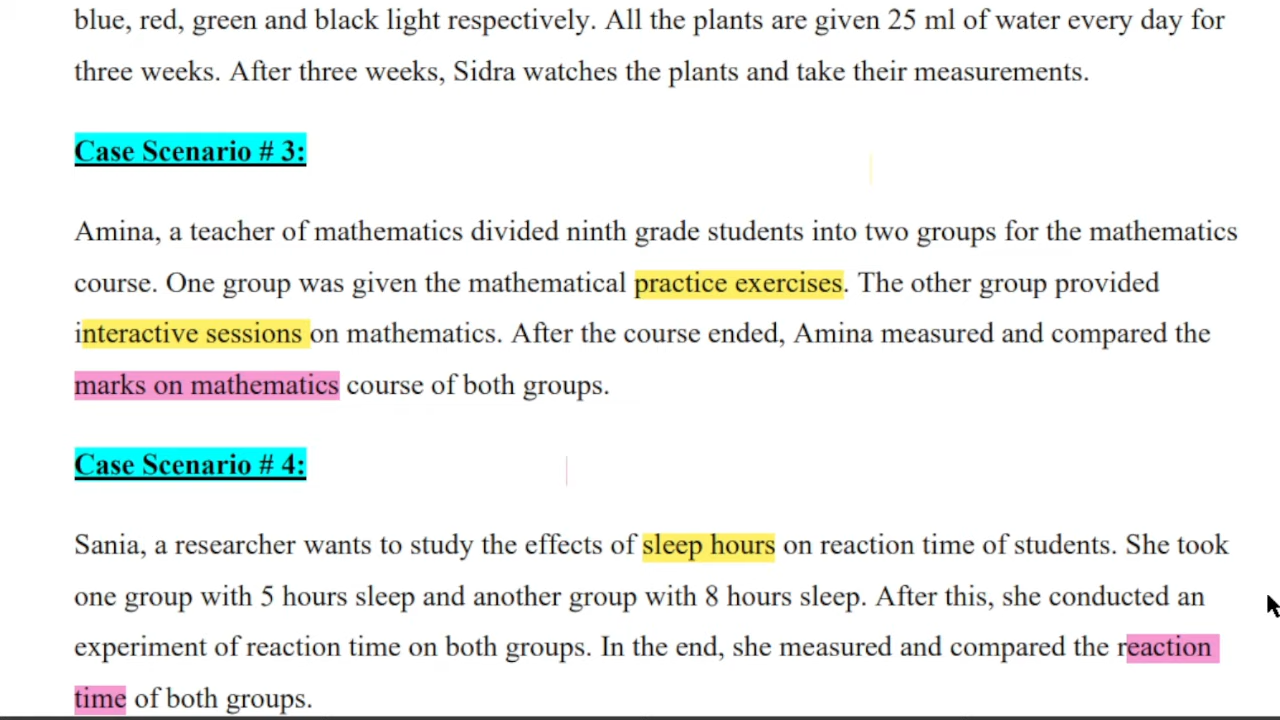 blue, red, green and black light respectively. All the plants are given 25 ml of water every day for
three weeks. After three weeks, Sidra watches the plants and take their measurements.
Case Scenario # 3:
Amina, a teacher of mathematics divided ninth grade students into two groups for the mathematics
course. One group was given the mathematical practice exercises. The other group provided
interactive sessions on mathematics. After the course ended, Amina measured and compared the
marks on mathematics course of both groups.
Case Scenario # 4:
Sania, a researcher wants to study the effects of sleep hours on reaction time of students. She took
one group with 5 hours sleep and another group with 8 hours sleep. After this, she conducted an
experiment of reaction time on both groups. In the end, she measured and compared the reaction
time of both groups.